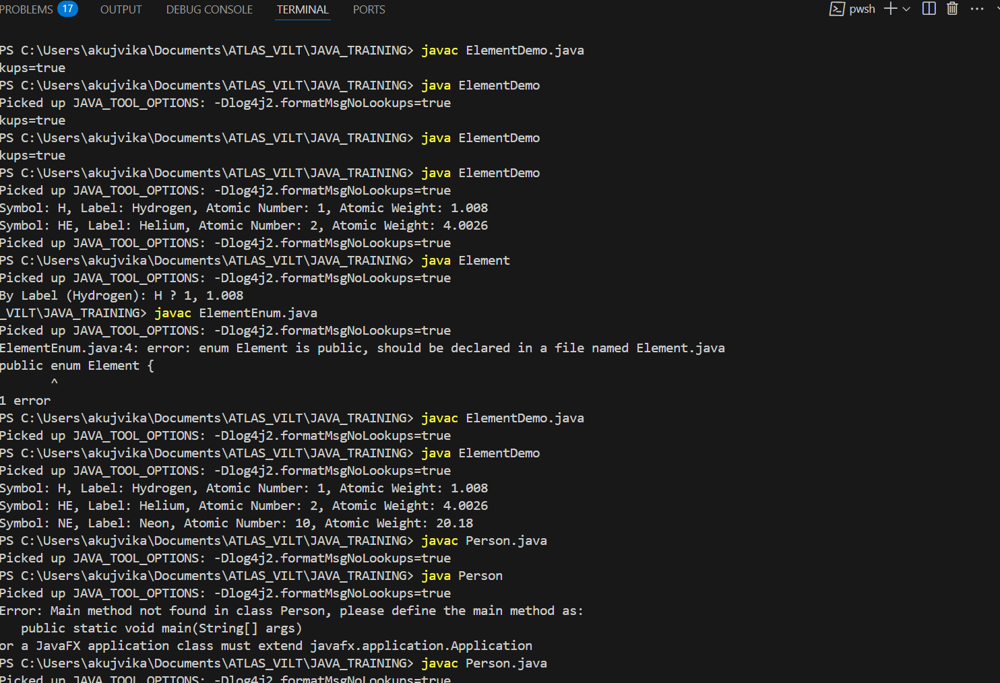 PROBLEMS 17 OUTPUT DEBUG CONSOLE TERMINAL PORTS pwsh
PS C:\Users\akujvika\Documents\ATLAS_VILT\JAVA_TRAINING> javac ElementDemo.java
kups=true
PS C:\Users\akujvika\Documents\ATLAS_VILT\JAVA_TRAINING> java ElementDemo
Picked up JAVA_TOOL_OPTIONS: -Dlog4j2.formatMsgNoLookups=true
kups=true
PS C:\Users\akujvika\Documents\ATLAS_VILT\JAVA_TRAINING> java ElementDemo
kups=true
PS C:\Users\akujvika\Documents\ATLAS_VILT\JAVA_TRAINING> java ElementDemo
Picked up JAVA_TOOL_OPTIONS: -Dlog4j2.formatMsgNoLookups=true
Symbol: H, Label: Hydrogen, Atomic Number: 1, Atomic Weight: 1.008
Symbol: HE, Label: Helium, Atomic Number: 2, Atomic Weight: 4.0026
Picked up JAVA_TOOL_OPTIONS: -Dlog4j2.formatMsgNoLookups=true
PS C:\Users\akujvika\Documents\ATLAS_VILT\JAVA_TRAINING> java Element
Picked up JAVA_TOOL_OPTIONS: -Dlog4j2.formatMsgNoLookups=true
By Label (Hydrogen): H ? 1, 1.008
_VILT\JAVA_TRAINING> javac ElementEnum.java
Picked up JAVA_TOOL_OPTIONS: -Dlog4j2.formatMsgNoLookups=true
ElementEnum.java:4: error: enum Element is public, should be declared in a file named Element.java
public enum Element {
       ^
1 error
PS C:\Users\akujvika\Documents\ATLAS_VILT\JAVA_TRAINING> javac ElementDemo.java
Picked up JAVA_TOOL_OPTIONS: -Dlog4j2.formatMsgNoLookups=true
PS C:\Users\akujvika\Documents\ATLAS_VILT\JAVA_TRAINING> java ElementDemo
Picked up JAVA_TOOL_OPTIONS: -Dlog4j2.formatMsgNoLookups=true
Symbol: H, Label: Hydrogen, Atomic Number: 1, Atomic Weight: 1.008
Symbol: HE, Label: Helium, Atomic Number: 2, Atomic Weight: 4.0026
Symbol: NE, Label: Neon, Atomic Number: 10, Atomic Weight: 20.18
PS C:\Users\akujvika\Documents\ATLAS_VILT\JAVA_TRAINING> javac Person.java
Picked up JAVA_TOOL_OPTIONS: -Dlog4j2.formatMsgNoLookups=true
PS C:\Users\akujvika\Documents\ATLAS_VILT\JAVA_TRAINING> java Person
Picked up JAVA_TOOL_OPTIONS: -Dlog4j2.formatMsgNoLookups=true
Error: Main method not found in class Person, please define the main method as:
   public static void main(String[] args)
or a JavaFX application class must extend javafx.application.Application
PS C:\Users\akujvika\Documents\ATLAS_VILT\JAVA_TRAINING> javac Person.java
Picked up JAVA_TOOL_OPTIONS: -Dlog4j2.formatMsgNoLookups=true